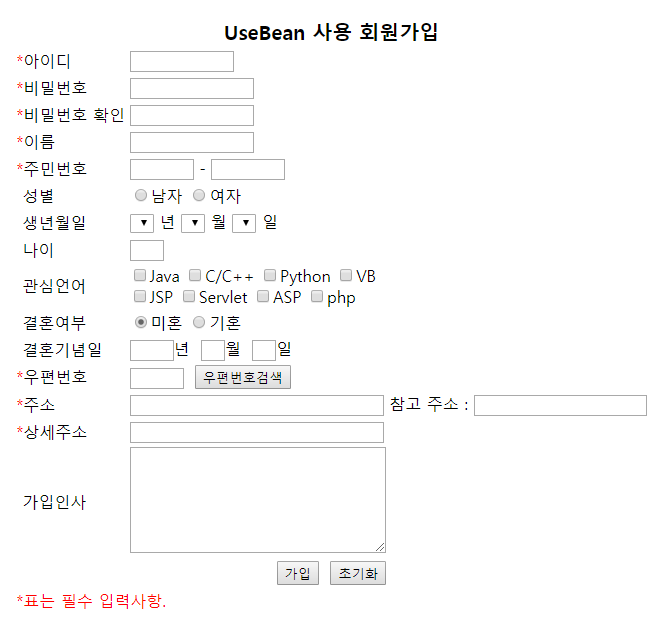 UseBean 사용 회원가입
*아이디
*비밀번호
*비밀번호 확인
*이름
*주민번호 -
성별 남자 여자
생년월일 년 월 일
나이
관심언어 Java C/C++ Python VB
JSP Servlet ASP php
결혼여부 미혼 기혼
결혼기념일 년 월 일
*우편번호 우편번호검색
*주소 참고 주소 :
*상세주소
가입인사
가입 초기화
*표는 필수 입력사항.